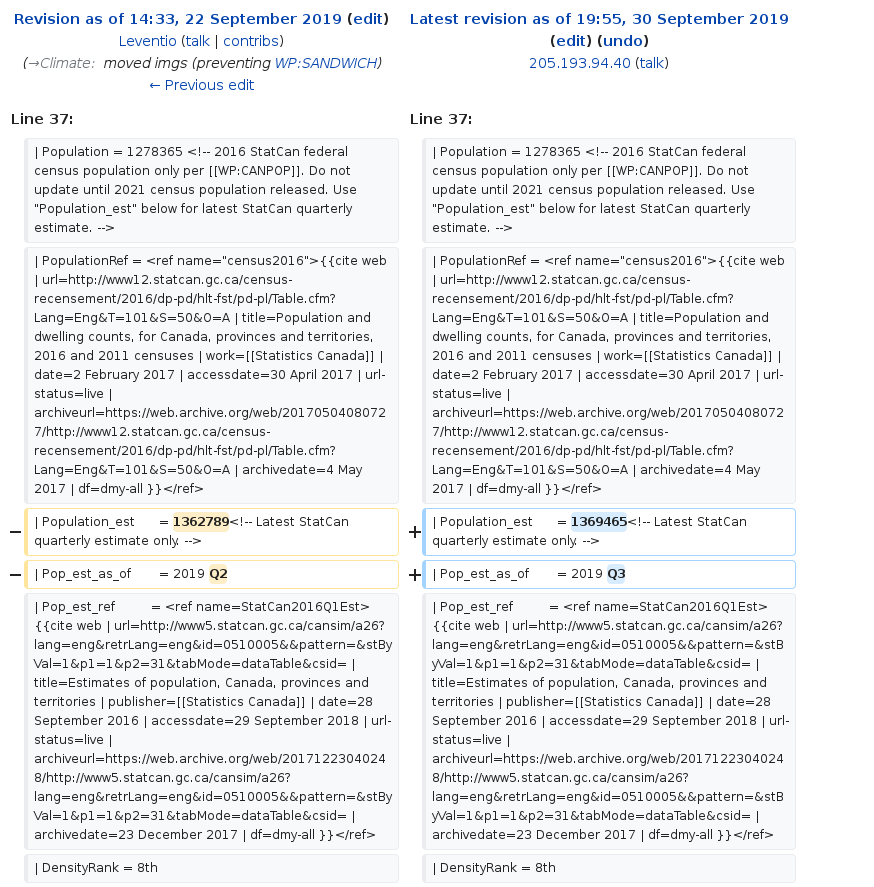 Revision as of 14:33, 22 September 2019 (edit)
Leventio (talk | contribs)
(→Climate: moved imgs (preventing WP:SANDWICH)
← Previous edit
Latest revision as of 19:55, 30 September 2019
(edit) (undo)
205.193.94.40 (talk)
Line 37:
Line 37:
| Population = 1278365 <!-- 2016 StatCan federal
census population only per [[WP:CANPOP]]. Do not
update until 2021 census population released. Use
"Population_est" below for latest StatCan quarterly
estimate. -->
| Population = 1278365 <!-- 2016 StatCan federal
census population only per [[WP:CANPOP]]. Do not
update until 2021 census population released. Use
"Population_est" below for latest StatCan quarterly
estimate. -->
| PopulationRef = <ref name="census2016">{{cite web
| url=http://www12.statcan.gc.ca/census-
recensement/2016/dp-pd/hlt-fst/pd-pl/Table.cfm?
Lang=Eng&T=101&S=50&O=A | title=Population and
dwelling counts, for Canada, provinces and territories,
2016 and 2011 censuses | work=[[Statistics Canada]] |
date=2 February 2017 | accessdate=30 April 2017 | url-
status=live |
archiveurl=https://web.archive.org/web/2017050408072
7/http://www12.statcan.gc.ca/census-
recensement/2016/dp-pd/hlt-fst/pd-pl/Table.cfm?
Lang=Eng&T=101&S=50&O=A | archivedate=4 May
2017 | df=dmy-all }}</ref>
| PopulationRef = <ref name="census2016">{{cite web
| url=http://www12.statcan.gc.ca/census-
recensement/2016/dp-pd/hlt-fst/pd-pl/Table.cfm?
Lang=Eng&T=101&S=50&O=A | title=Population and
dwelling counts, for Canada, provinces and territories,
2016 and 2011 censuses | work=[[Statistics Canada]] |
date=2 February 2017 | accessdate=30 April 2017 | url-
status=live |
archiveurl=https://web.archive.org/web/2017050408072
7/http://www12.statcan.gc.ca/census-
recensement/2016/dp-pd/hlt-fst/pd-pl/Table.cfm?
Lang=Eng&T=101&S=50&O=A | archivedate=4 May
2017 | df=dmy-all }}</ref>
− | Population_est = 1362789<!-- Latest StatCan
quarterly estimate only. -->
+ | Population_est = 1369465<!-- Latest StatCan
quarterly estimate only. -->
− | Pop_est_as_of = 2019 Q2
+ | Pop_est_as_of = 2019 Q3
| Pop_est_ref = <ref name=StatCan2016Q1Est>
{{cite web | url=http://www5.statcan.gc.ca/cansim/a26?
lang=eng&retrLang=eng&id=0510005&&pattern=&stBy
Val=1&p1=1&p2=31&tabMode=dataTable&csid= |
title=Estimates of population, Canada, provinces and
territories | publisher=[[Statistics Canada]] | date=28
September 2016 | accessdate=29 September 2018 | url-
status=live |
archiveurl=https://web.archive.org/web/2017122304024
8/http://www5.statcan.gc.ca/cansim/a26?
lang=eng&retrLang=eng&id=0510005&&pattern=&stBy
Val=1&p1=1&p2=31&tabMode=dataTable&csid= |
archivedate=23 December 2017 | df=dmy-all }}</ref>
| Pop_est_ref = <ref name=StatCan2016Q1Est>
{{cite web | url=http://www5.statcan.gc.ca/cansim/a26?
lang=eng&retrLang=eng&id=0510005&&pattern=&stB
yVal=1&p1=1&p2=31&tabMode=dataTable&csid= |
title=Estimates of population, Canada, provinces and
territories | publisher=[[Statistics Canada]] | date=28
September 2016 | accessdate=29 September 2018 | url-
status=live |
archiveurl=https://web.archive.org/web/2017122304024
8/http://www5.statcan.gc.ca/cansim/a26?
lang=eng&retrLang=eng&id=0510005&&pattern=&stB
yVal=1&p1=1&p2=31&tabMode=dataTable&csid= |
archivedate=23 December 2017 | df=dmy-all }}</ref>
| DensityRank = 8th
| DensityRank = 8th